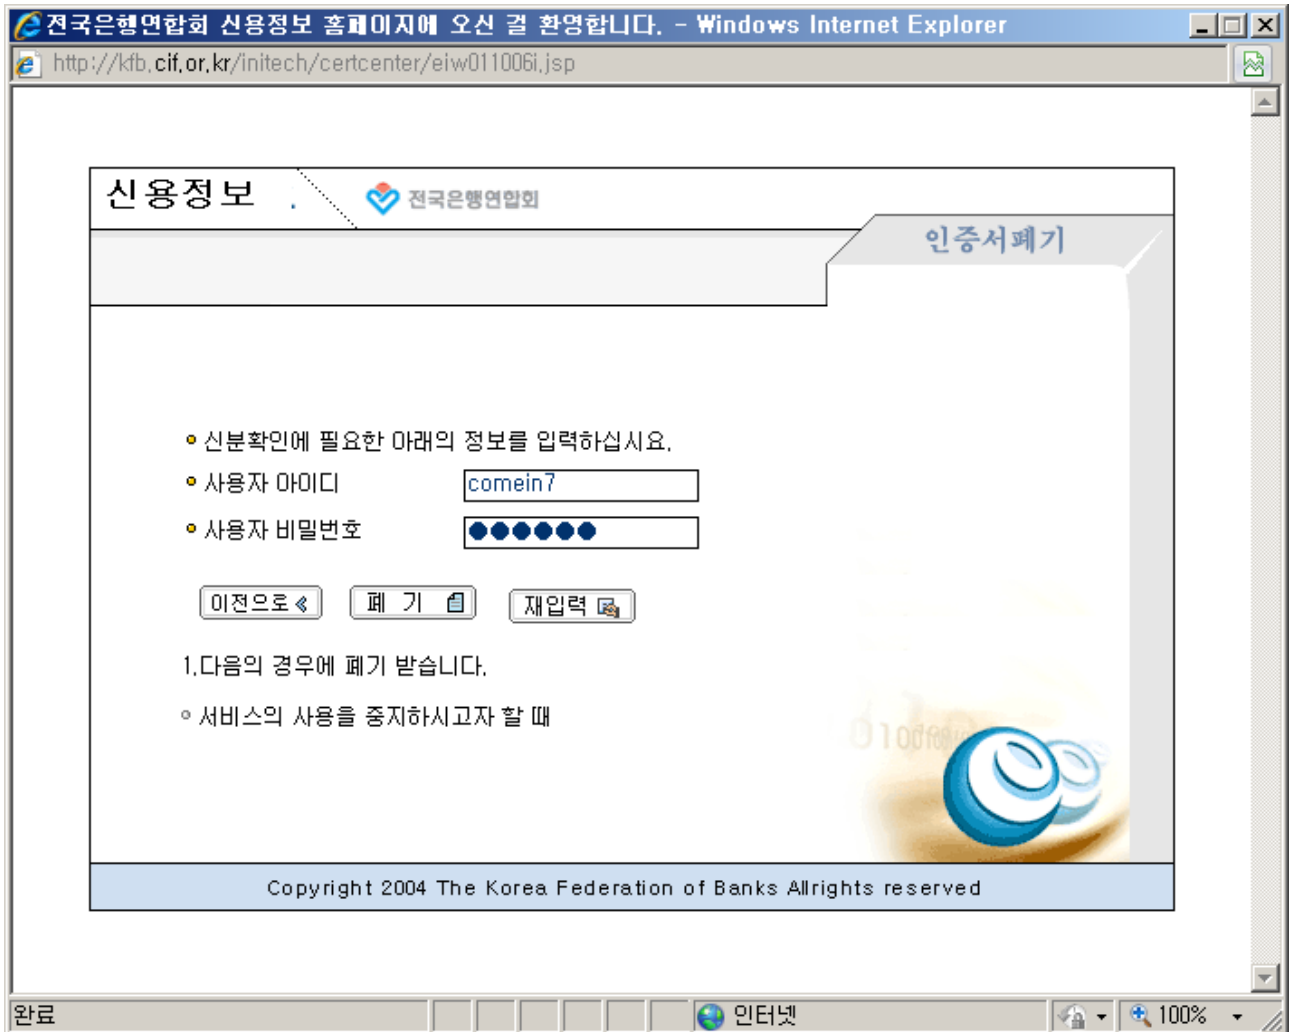 전국은행연합회 신용정보 홈페이지에 오신 걸 환영합니다. - Windows Internet Explorer
http://kfb.cif.or.kr/initech/certcenter/eiw011006i.jsp
신용정보 . 전국은행연합회
인증서폐기
신분확인에 필요한 아래의 정보를 입력하십시요.
사용자 아이디 comein7
사용자 비밀번호 ●●●●●●
이전으로 폐 기 재입력
1.다음의 경우에 폐기 받습니다.
서비스의 사용을 중지하시고자 할 때
Copyright 2004 The Korea Federation of Banks Allrights reserved
완료 인터넷 100%